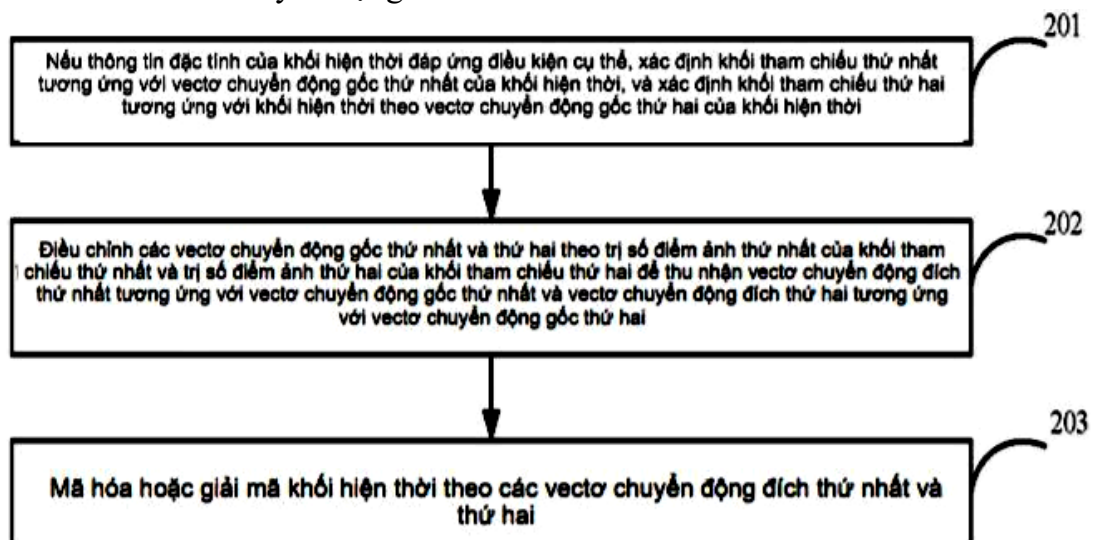 201
Nếu thông tin đặc tính của khối hiện thời đáp ứng điều kiện cụ thể, xác định khối tham chiếu thứ nhất
tương ứng với vectơ chuyển động gốc thứ nhất của khối hiện thời, và xác định khối tham chiếu thứ hai
tương ứng với khối hiện thời theo vectơ chuyển động gốc thứ hai của khối hiện thời
202
Điều chỉnh các vectơ chuyển động gốc thứ nhất và thứ hai theo trị số điểm ảnh thứ nhất của khối tham
chiếu thứ nhất và trị số điểm ảnh thứ hai của khối tham chiếu thứ hai để thu nhận vectơ chuyển động đích
thứ nhất tương ứng với vectơ chuyển động gốc thứ nhất và vectơ chuyển động đích thứ hai tương ứng
với vectơ chuyển động gốc thứ hai
203
Mã hóa hoặc giải mã khối hiện thời theo các vectơ chuyển động đích thứ nhất và
thứ hai